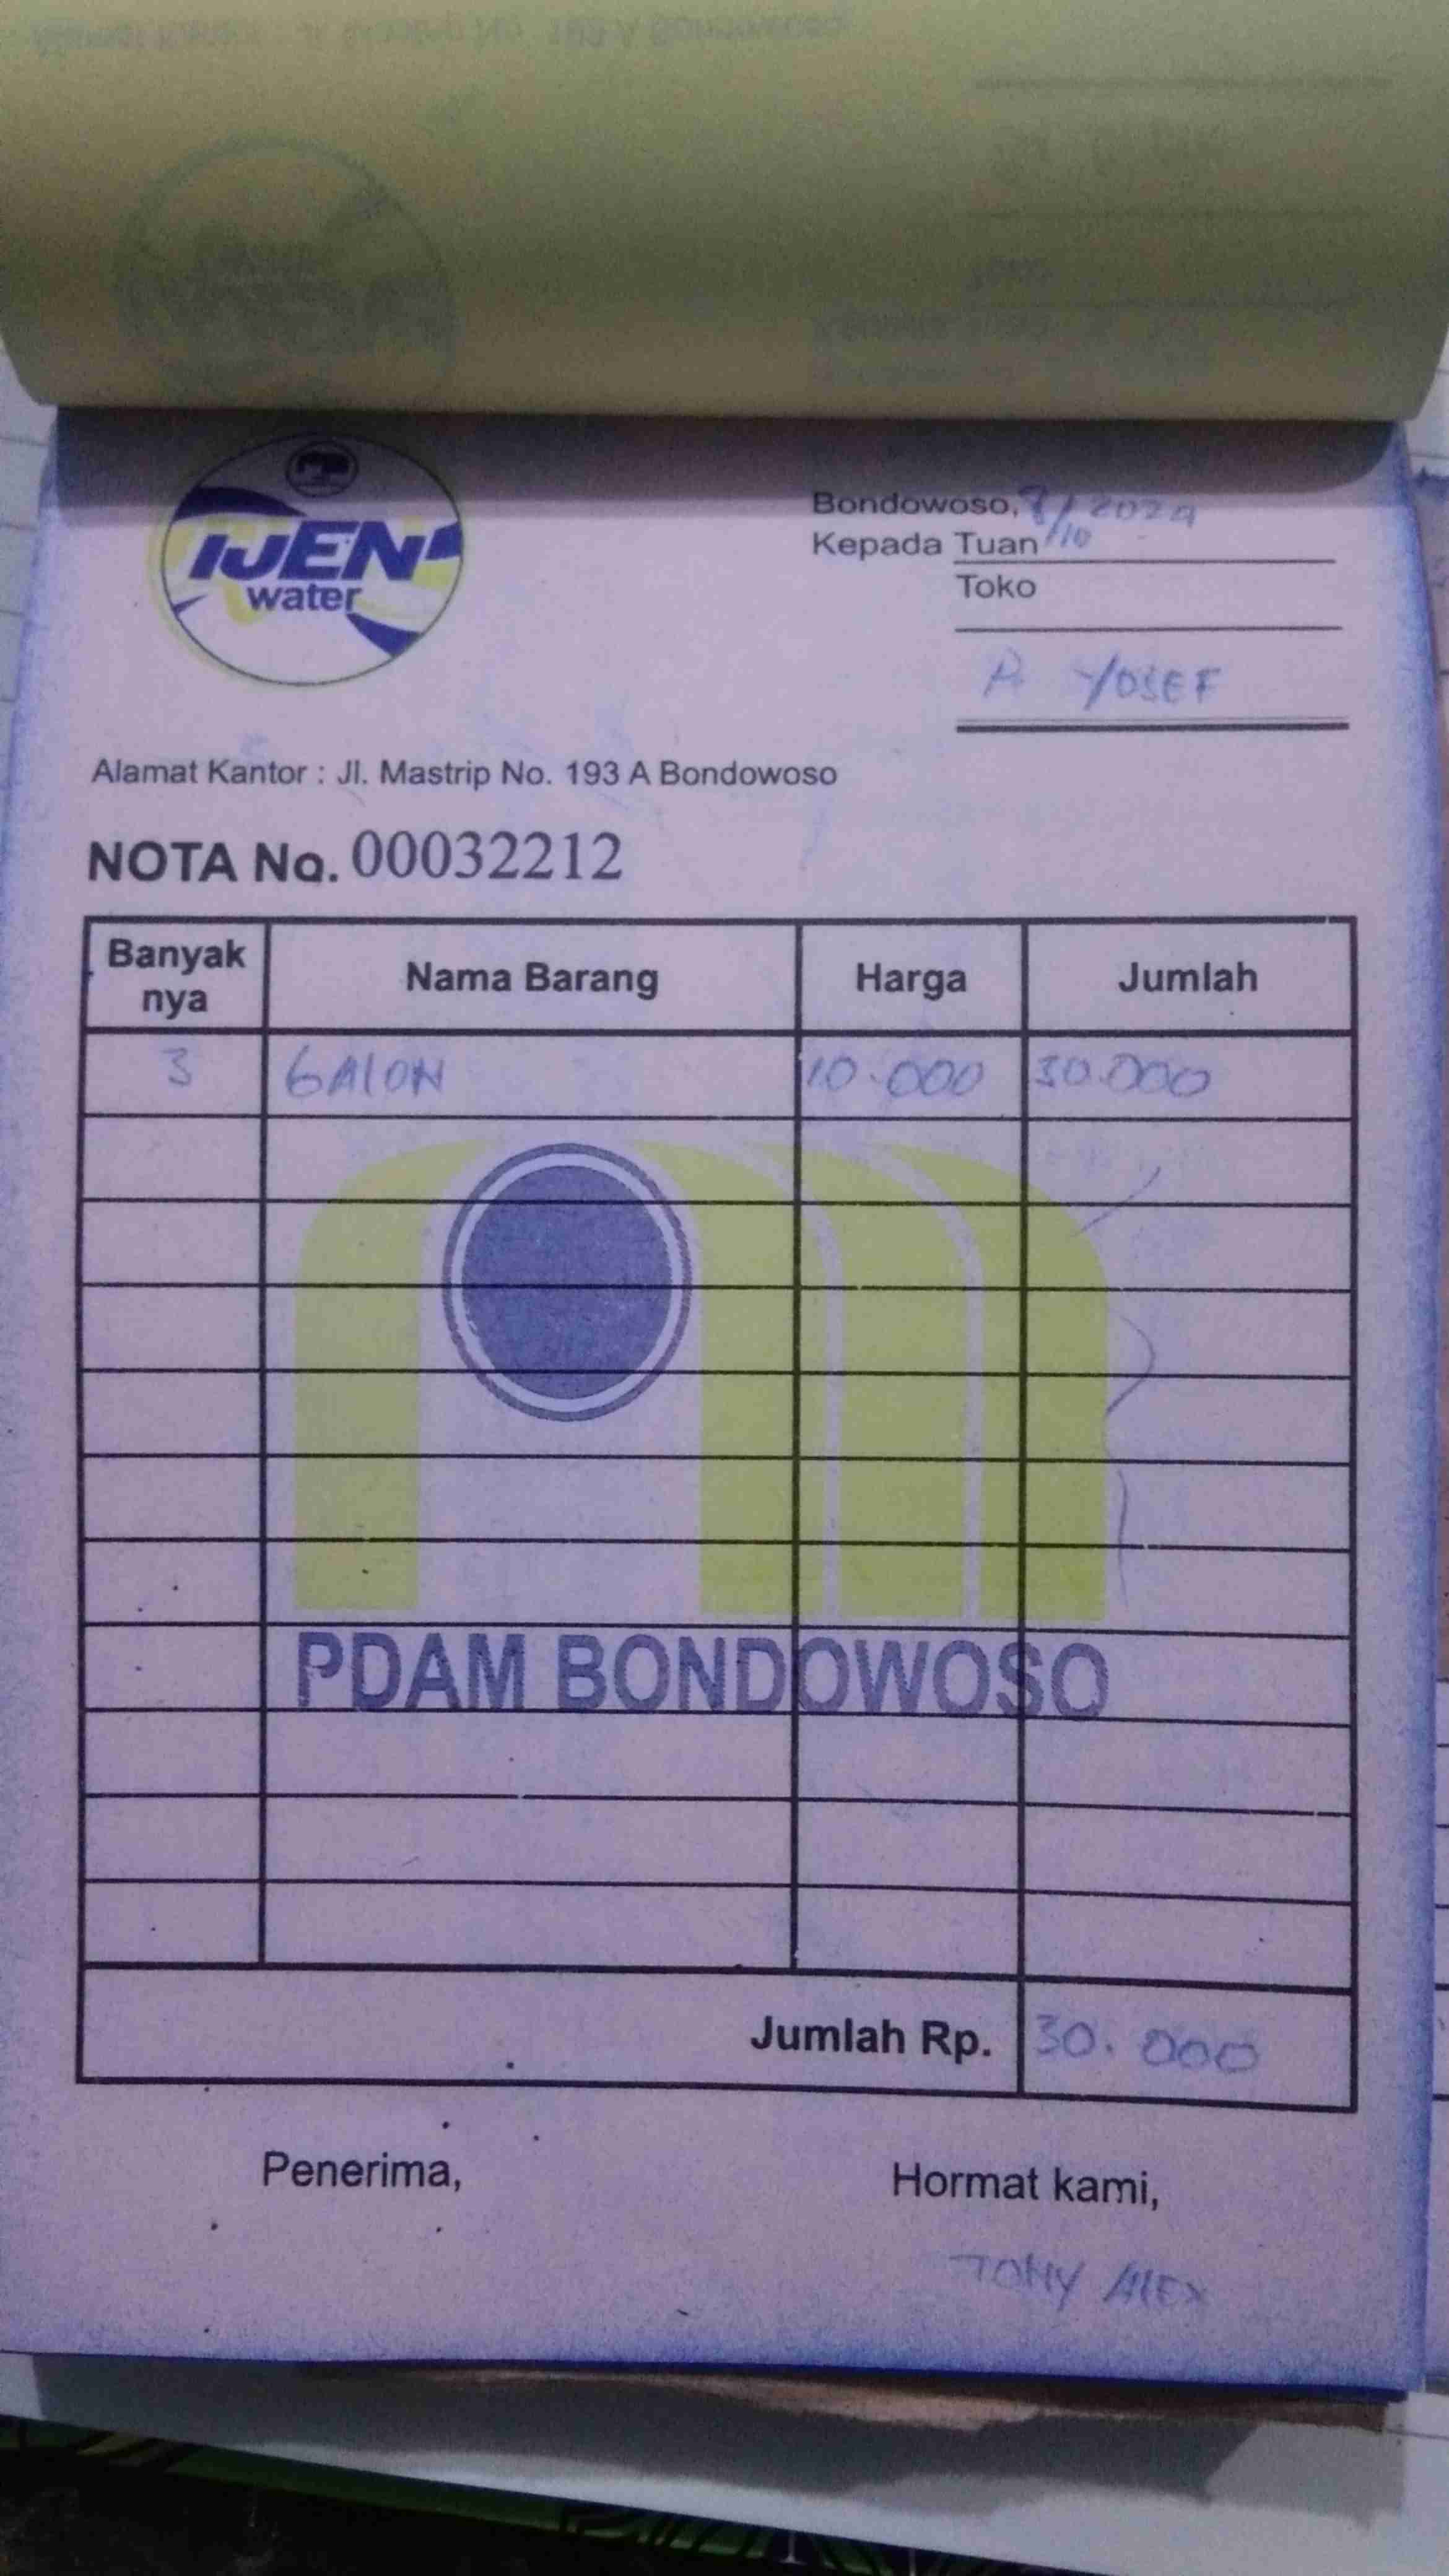 IJEN
water
Bondowoso, 8/10 2024
Kepada Tuan
Toko
P. YOSEF
Alamat Kantor : Jl. Mastrip No. 193 A Bondowoso
NOTA No. 00032212
Banyak nya Nama Barang Harga Jumlah
3 GALON 10.000 30.000
PDAM BONDOWOSO
Jumlah Rp. 30.000
Penerima, Hormat kami,
TONY ALEX